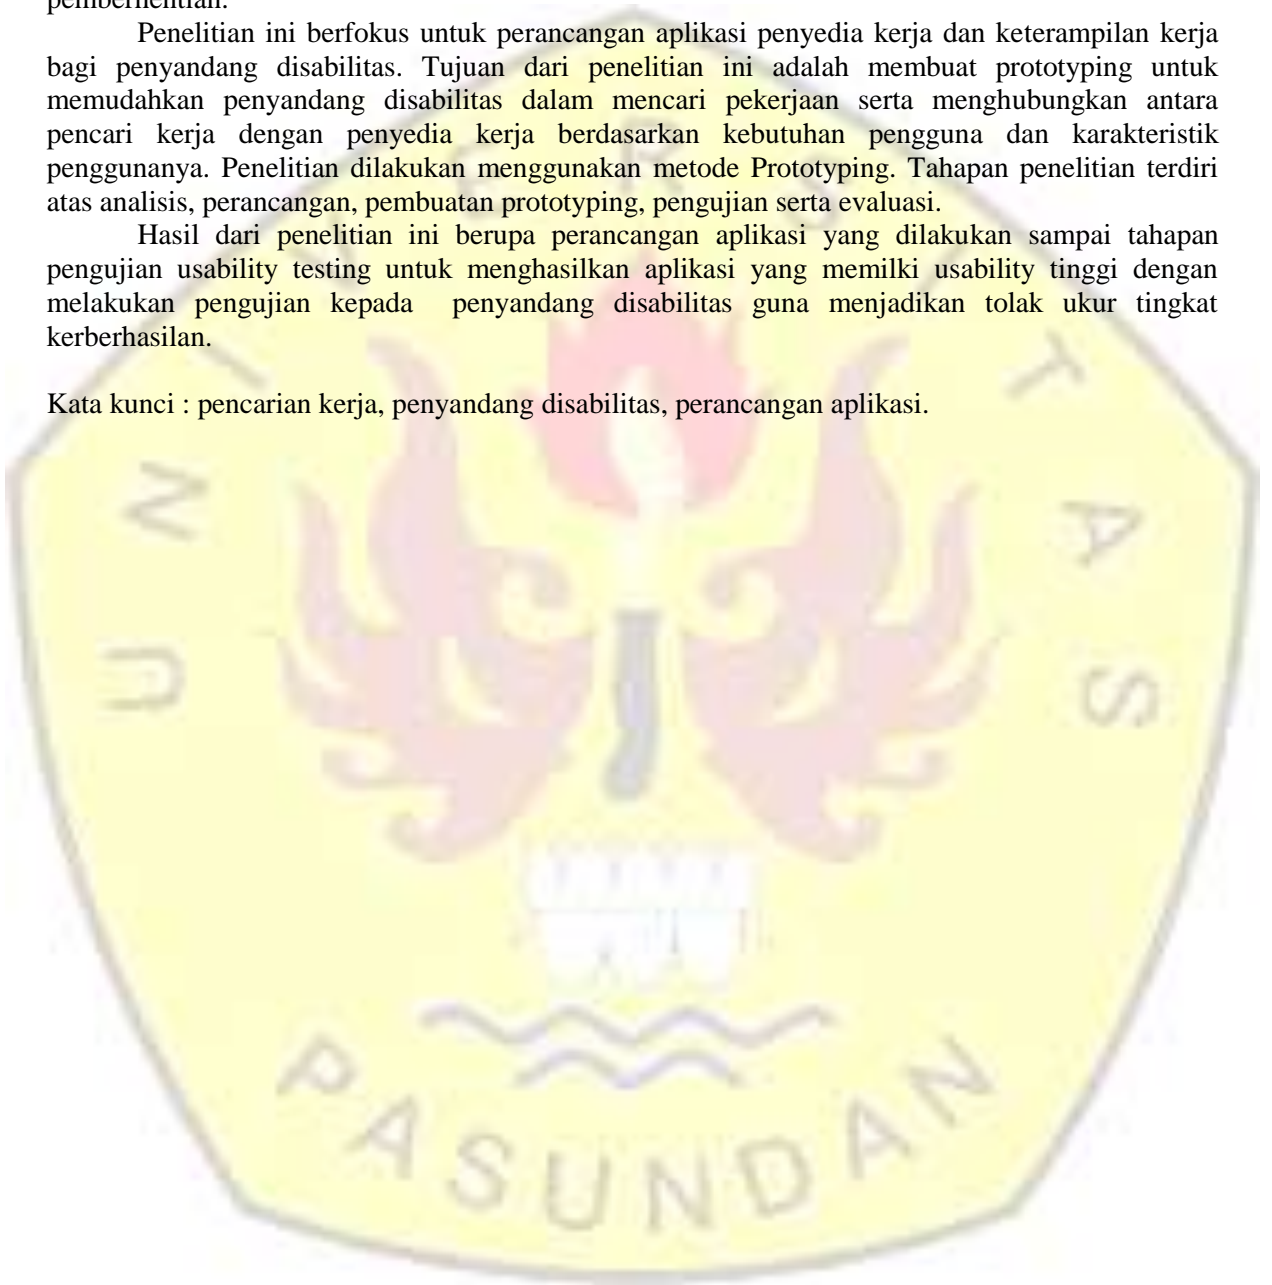 pemberhentian.
Penelitian ini berfokus untuk perancangan aplikasi penyedia kerja dan keterampilan kerja
bagi penyandang disabilitas. Tujuan dari penelitian ini adalah membuat prototyping untuk
memudahkan penyandang disabilitas dalam mencari pekerjaan serta menghubungkan antara
pencari kerja dengan penyedia kerja berdasarkan kebutuhan pengguna dan karakteristik
penggunanya. Penelitian dilakukan menggunakan metode Prototyping. Tahapan penelitian terdiri
atas analisis, perancangan, pembuatan prototyping, pengujian serta evaluasi.
Hasil dari penelitian ini berupa perancangan aplikasi yang dilakukan sampai tahapan
pengujian usability testing untuk menghasilkan aplikasi yang memilki usability tinggi dengan
melakukan pengujian kepada penyandang disabilitas guna menjadikan tolak ukur tingkat
kerberhasilan.
Kata kunci : pencarian kerja, penyandang disabilitas, perancangan aplikasi.
UNIVERSITAS
PASUNDAN